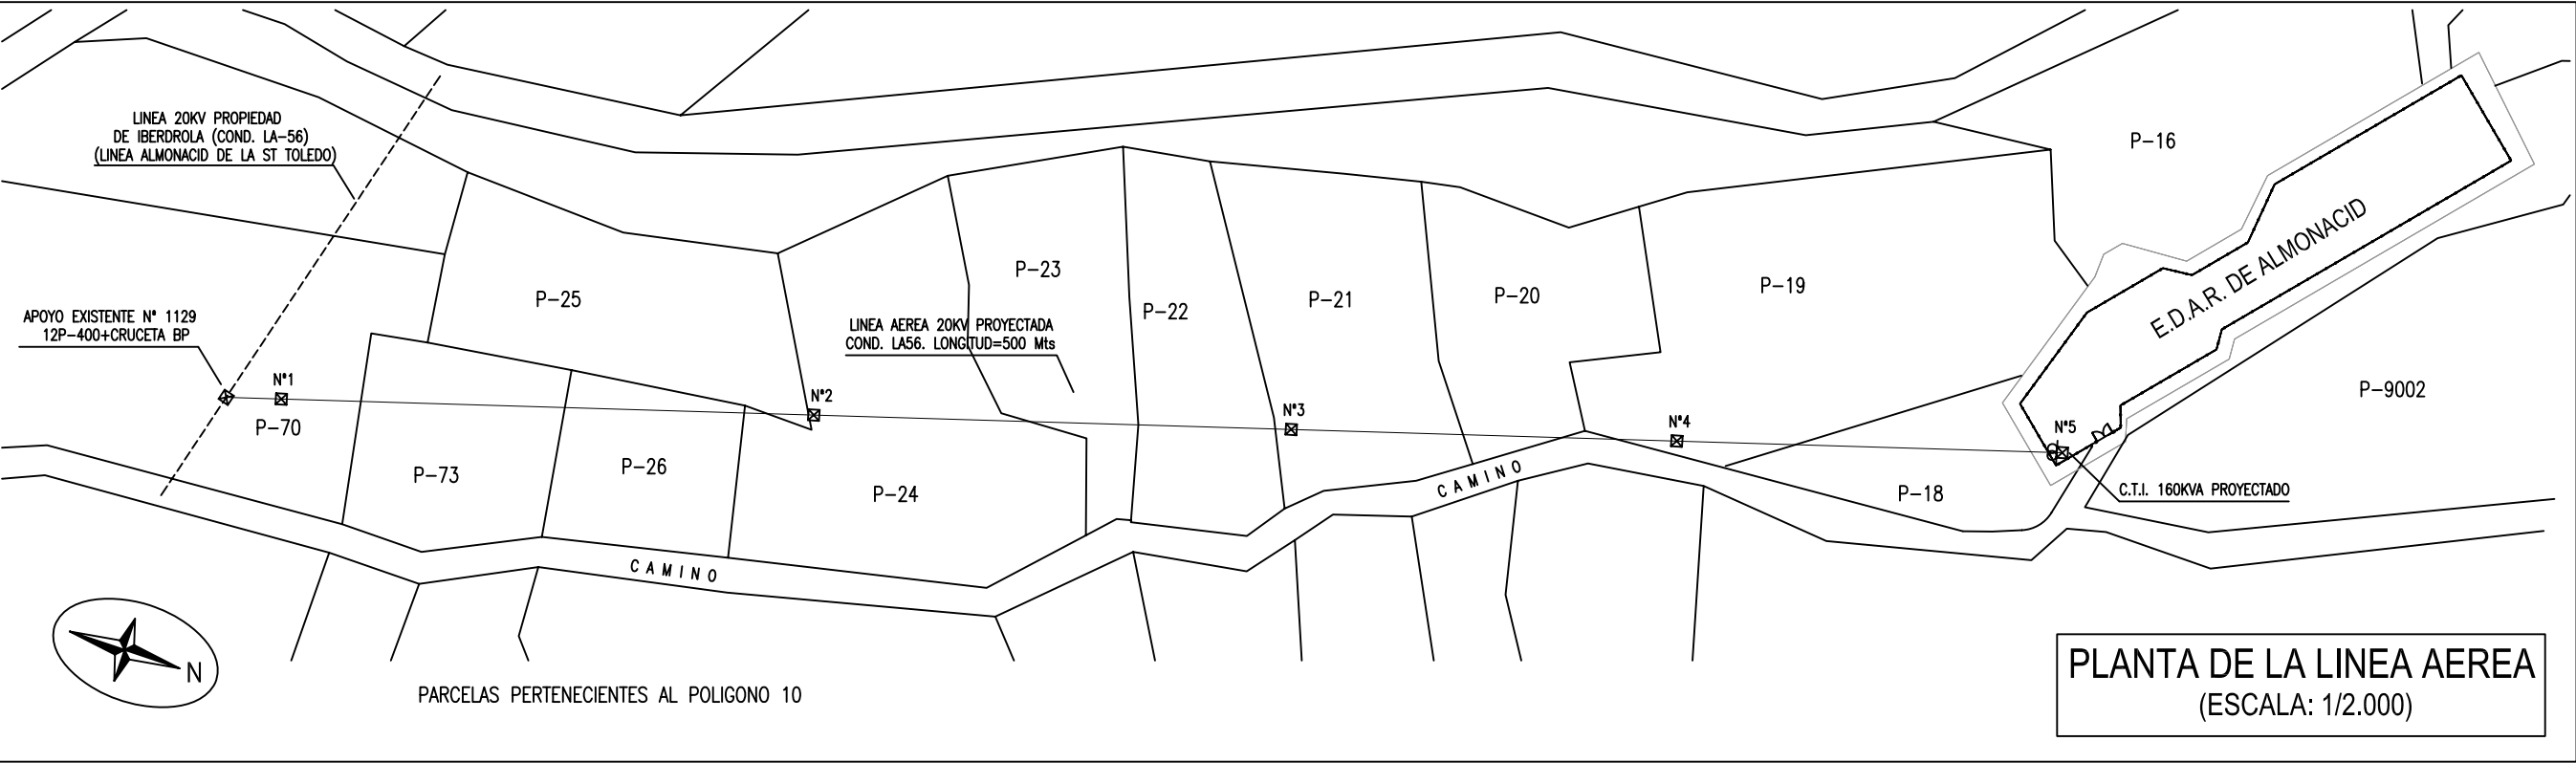 LINEA 20KV PROPIEDAD
DE IBERDROLA (COND. LA-56)
(LINEA ALMONACID DE LA ST TOLEDO)
P-16
E.D.A.R. DE ALMONACID
P-25
P-23
P-22
P-21
P-20
P-19
APOYO EXISTENTE Nº 1129
12P-400+CRUCETA BP
LINEA AEREA 20KV PROYECTADA
COND. LA56. LONGITUD=500 Mts
Nº1
Nº2
Nº3
Nº4
Nº5
P-9002
P-70
P-73
P-26
P-24
CAMINO
P-18
C.T.I. 160KVA PROYECTADO
CAMINO
N
PARCELAS PERTENECIENTES AL POLIGONO 10
PLANTA DE LA LINEA AEREA
(ESCALA: 1/2.000)